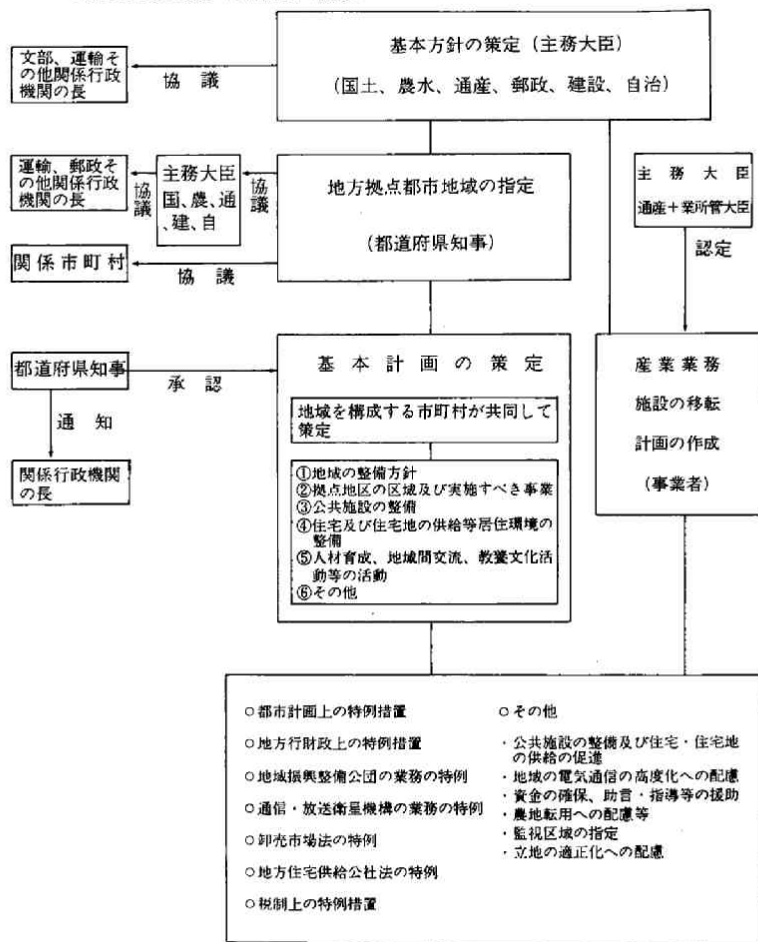 基本方針の策定（主務大臣）
（国土、農水、通産、郵政、建設、自治）
文部、運輸そ
の他関係行政
機関の長
協議
運輸、郵政そ
の他関係行政
機関の長
協議
主務大臣
国、農、通
、建、自
協議
地方拠点都市地域の指定
（都道府県知事）
主務大臣
通産＋業所管大臣
認定
関係市町村
協議
都道府県知事
承認
通知
関係行政機関
の長
基本計画の策定
地域を構成する市町村が共同して
策定
①地域の整備方針
②拠点地区の区域及び実施すべき事業
③公共施設の整備
④住宅及び住宅地の供給等居住環境の
整備
⑤人材育成、地域間交流、教養文化活
動等の活動
⑥その他
産業業務
施設の移転
計画の作成
（事業者）
○都市計画上の特例措置
○地方行財政上の特例措置
○地域振興整備公団の業務の特例
○通信・放送衛星機構の業務の特例
○卸売市場法の特例
○地方住宅供給公社法の特例
○税制上の特例措置
○その他
・公共施設の整備及び住宅・住宅地
の供給の促進
・地域の電気通信の高度化への配慮
・資金の確保、助言・指導等の援助
・農地転用への配慮等
・監視区域の指定
・立地の適正化への配慮